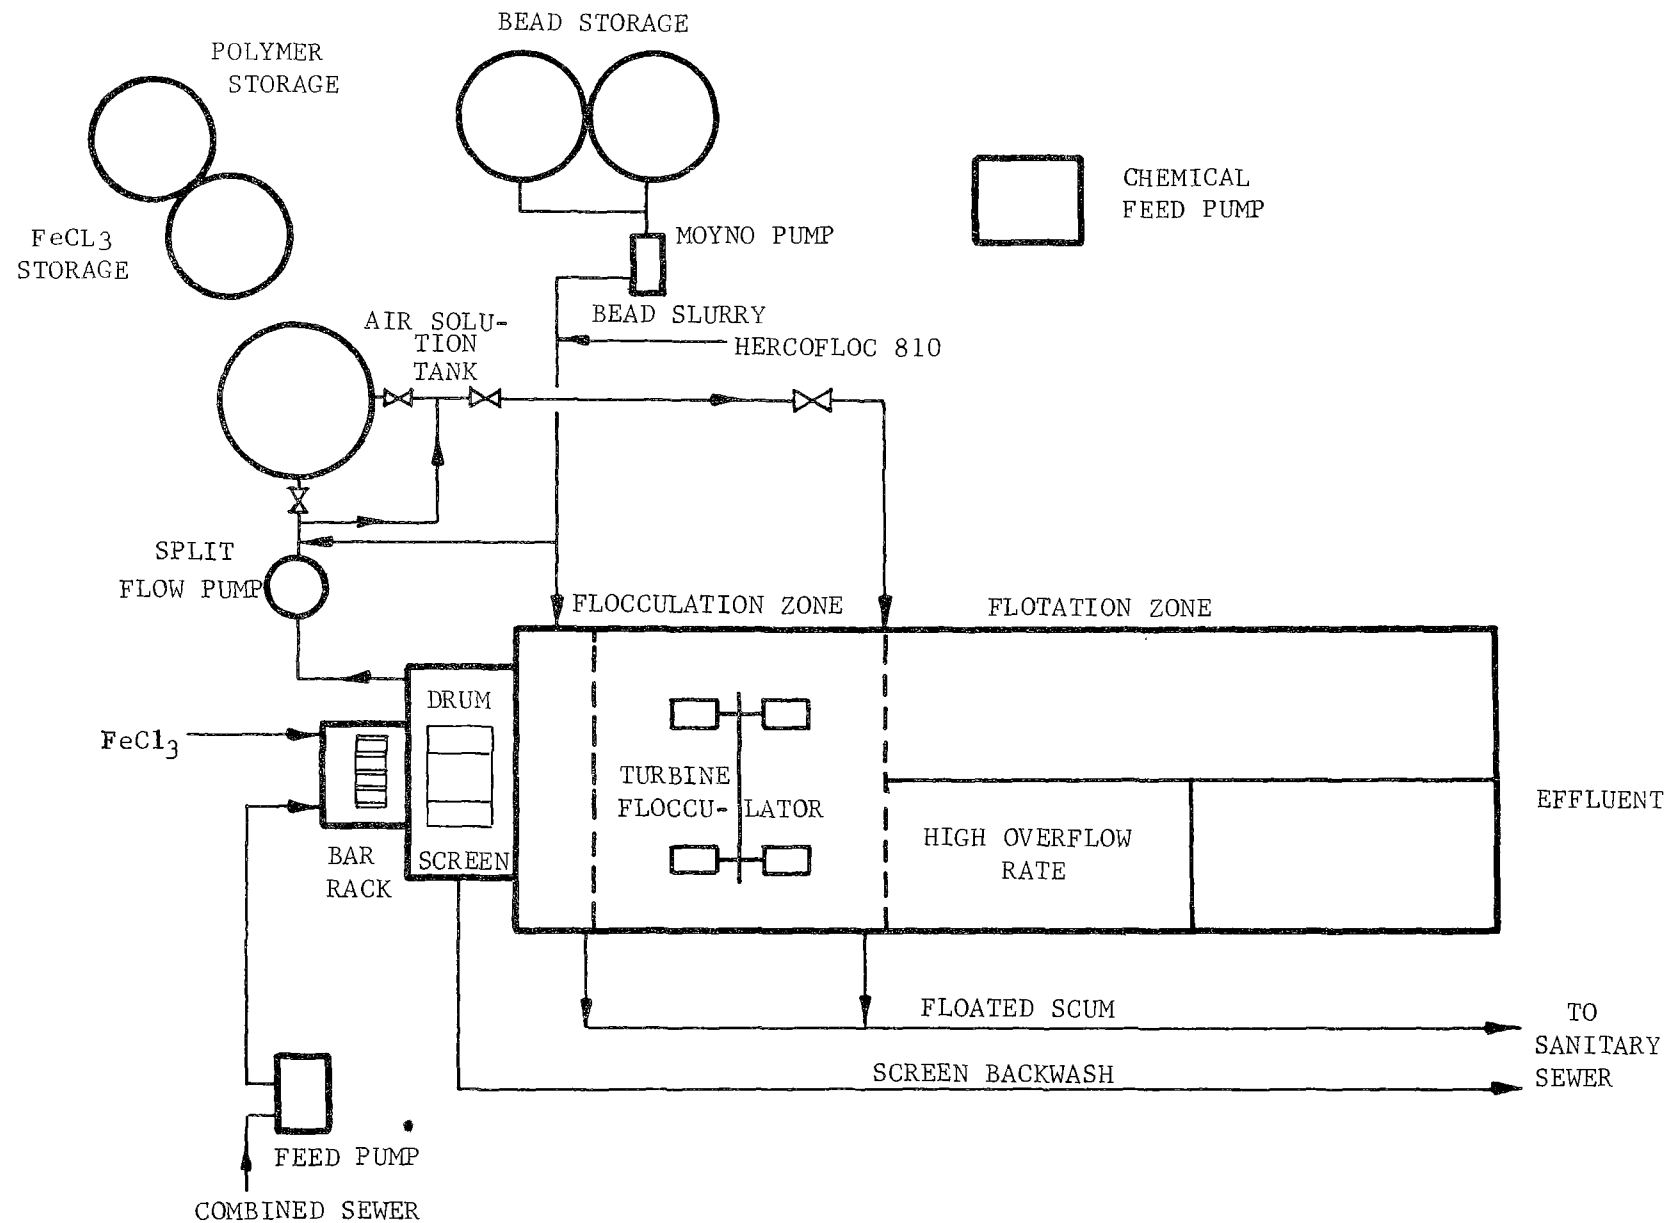 BEAD STORAGE
POLYMER
STORAGE
CHEMICAL
FEED PUMP
FeCL3
STORAGE
MOYNO PUMP
BEAD SLURRY
AIR SOLU-
TION
TANK
HERCOFLOC 810
SPLIT
FLOW PUMP
FLOCCULATION ZONE
FLOTATION ZONE
DRUM
SCREEN
FeCl3
TURBINE
FLOCCU-LATOR
EFFLUENT
BAR
RACK
HIGH OVERFLOW
RATE
FLOATED SCUM
TO
SANITARY
SEWER
SCREEN BACKWASH
FEED PUMP
COMBINED SEWER